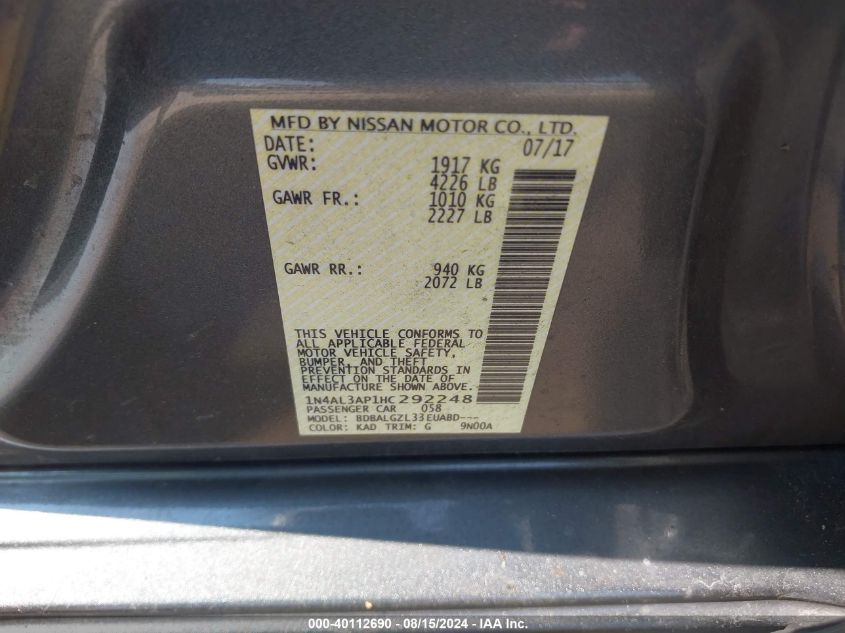 MFD BY NISSAN MOTOR CO., LTD.
DATE: 07/17
GVWR: 1917 KG
4226 LB
GAWR FR.: 1010 KG
2227 LB
GAWR RR.: 940 KG
2072 LB
THIS VEHICLE CONFORMS TO
ALL APPLICABLE FEDERAL
MOTOR VEHICLE SAFETY,
BUMPER, AND THEFT
PREVENTION STANDARDS IN
EFFECT ON THE DATE OF
MANUFACTURE SHOWN ABOVE.
1N4AL3AP1HC292248
PASSENGER CAR 058
MODEL: BDBALGZL33EUABD---
COLOR: KAD TRIM: G 9N00A
000-40112690 - 08/15/2024 - IAA Inc.